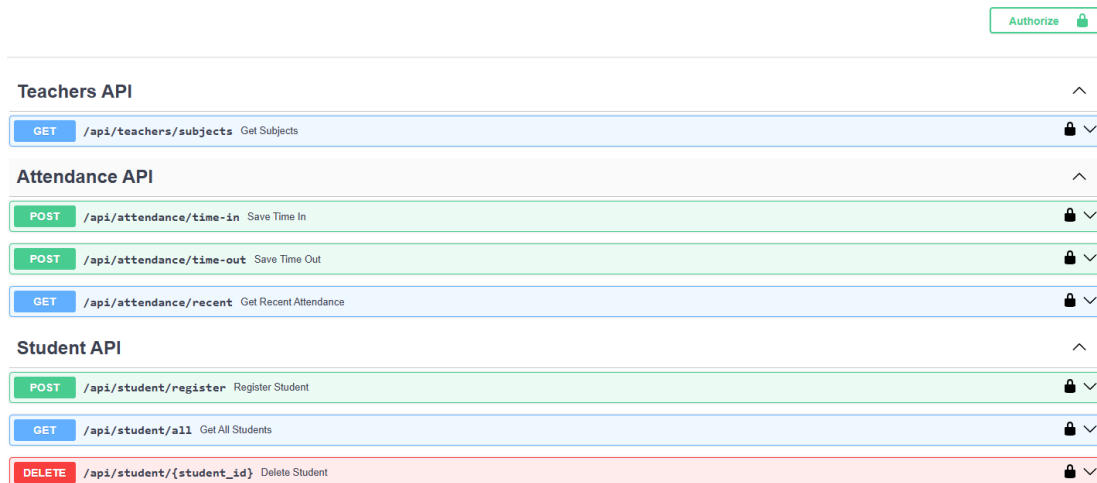 Authorize
Teachers API
GET /api/teachers/subjects Get Subjects
Attendance API
POST /api/attendance/time-in Save Time In
POST /api/attendance/time-out Save Time Out
GET /api/attendance/recent Get Recent Attendance
Student API
POST /api/student/register Register Student
GET /api/student/all Get All Students
DELETE /api/student/{student_id} Delete Student